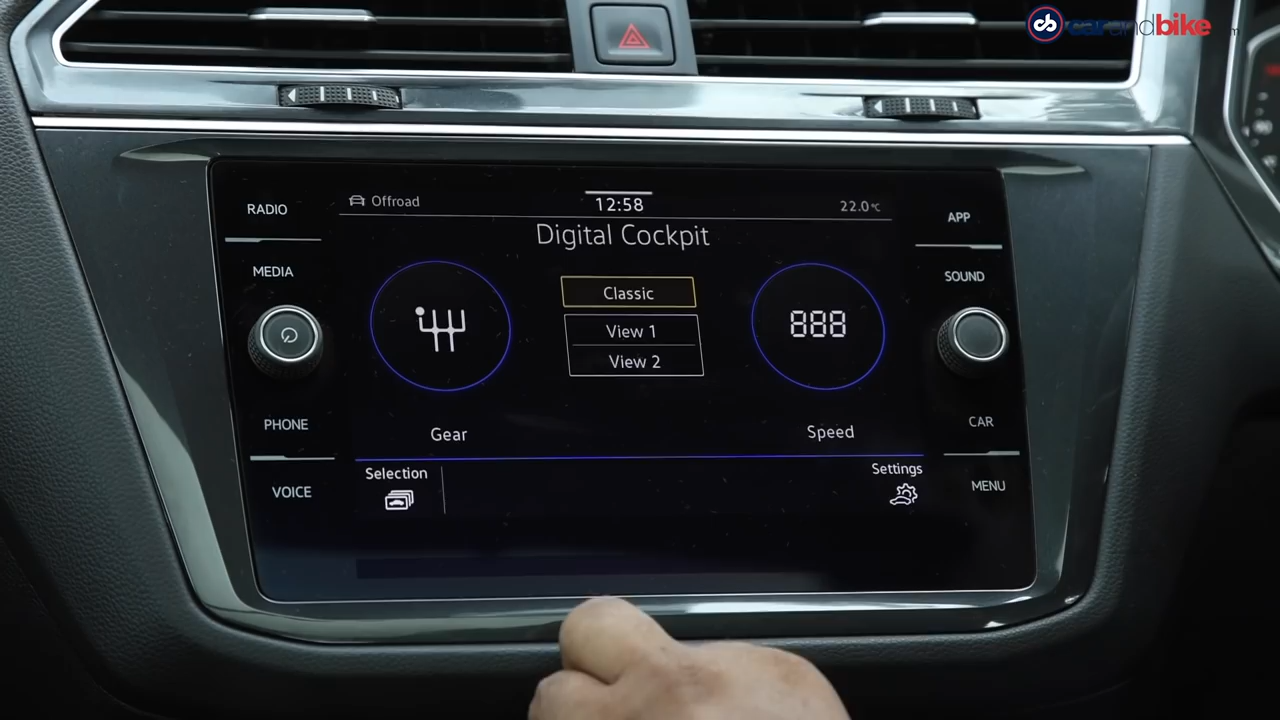 carandbike
RADIO
MEDIA
PHONE
VOICE
Offroad
12:58
22.0°C
Digital Cockpit
Classic
View 1
View 2
888
Gear
Speed
Selection
Settings
APP
SOUND
CAR
MENU